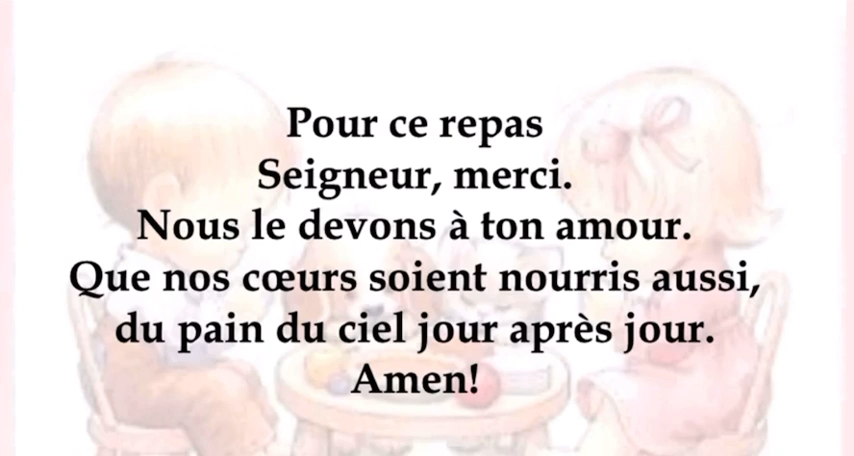 Pour ce repas
Seigneur, merci.
Nous le devons à ton amour.
Que nos cœurs soient nourris aussi,
du pain du ciel jour après jour.
Amen!